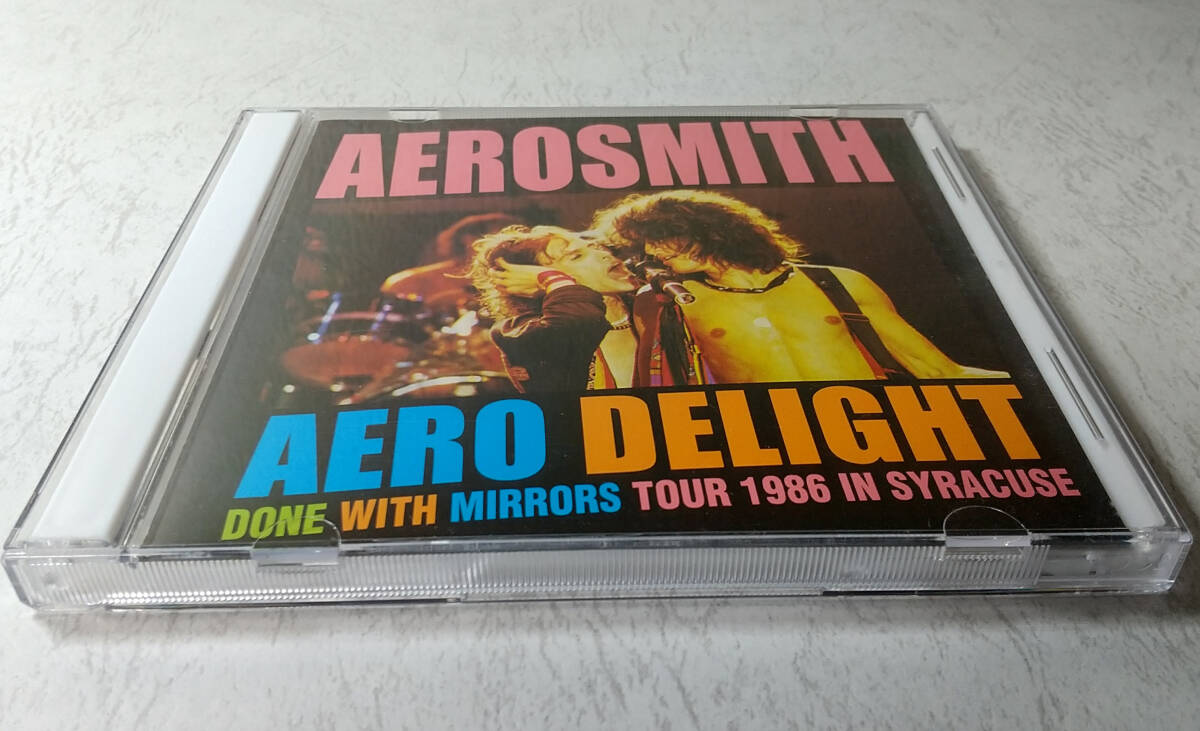 AEROSMITH
AERO DELIGHT
DONE WITH MIRRORS TOUR 1986 IN SYRACUSE